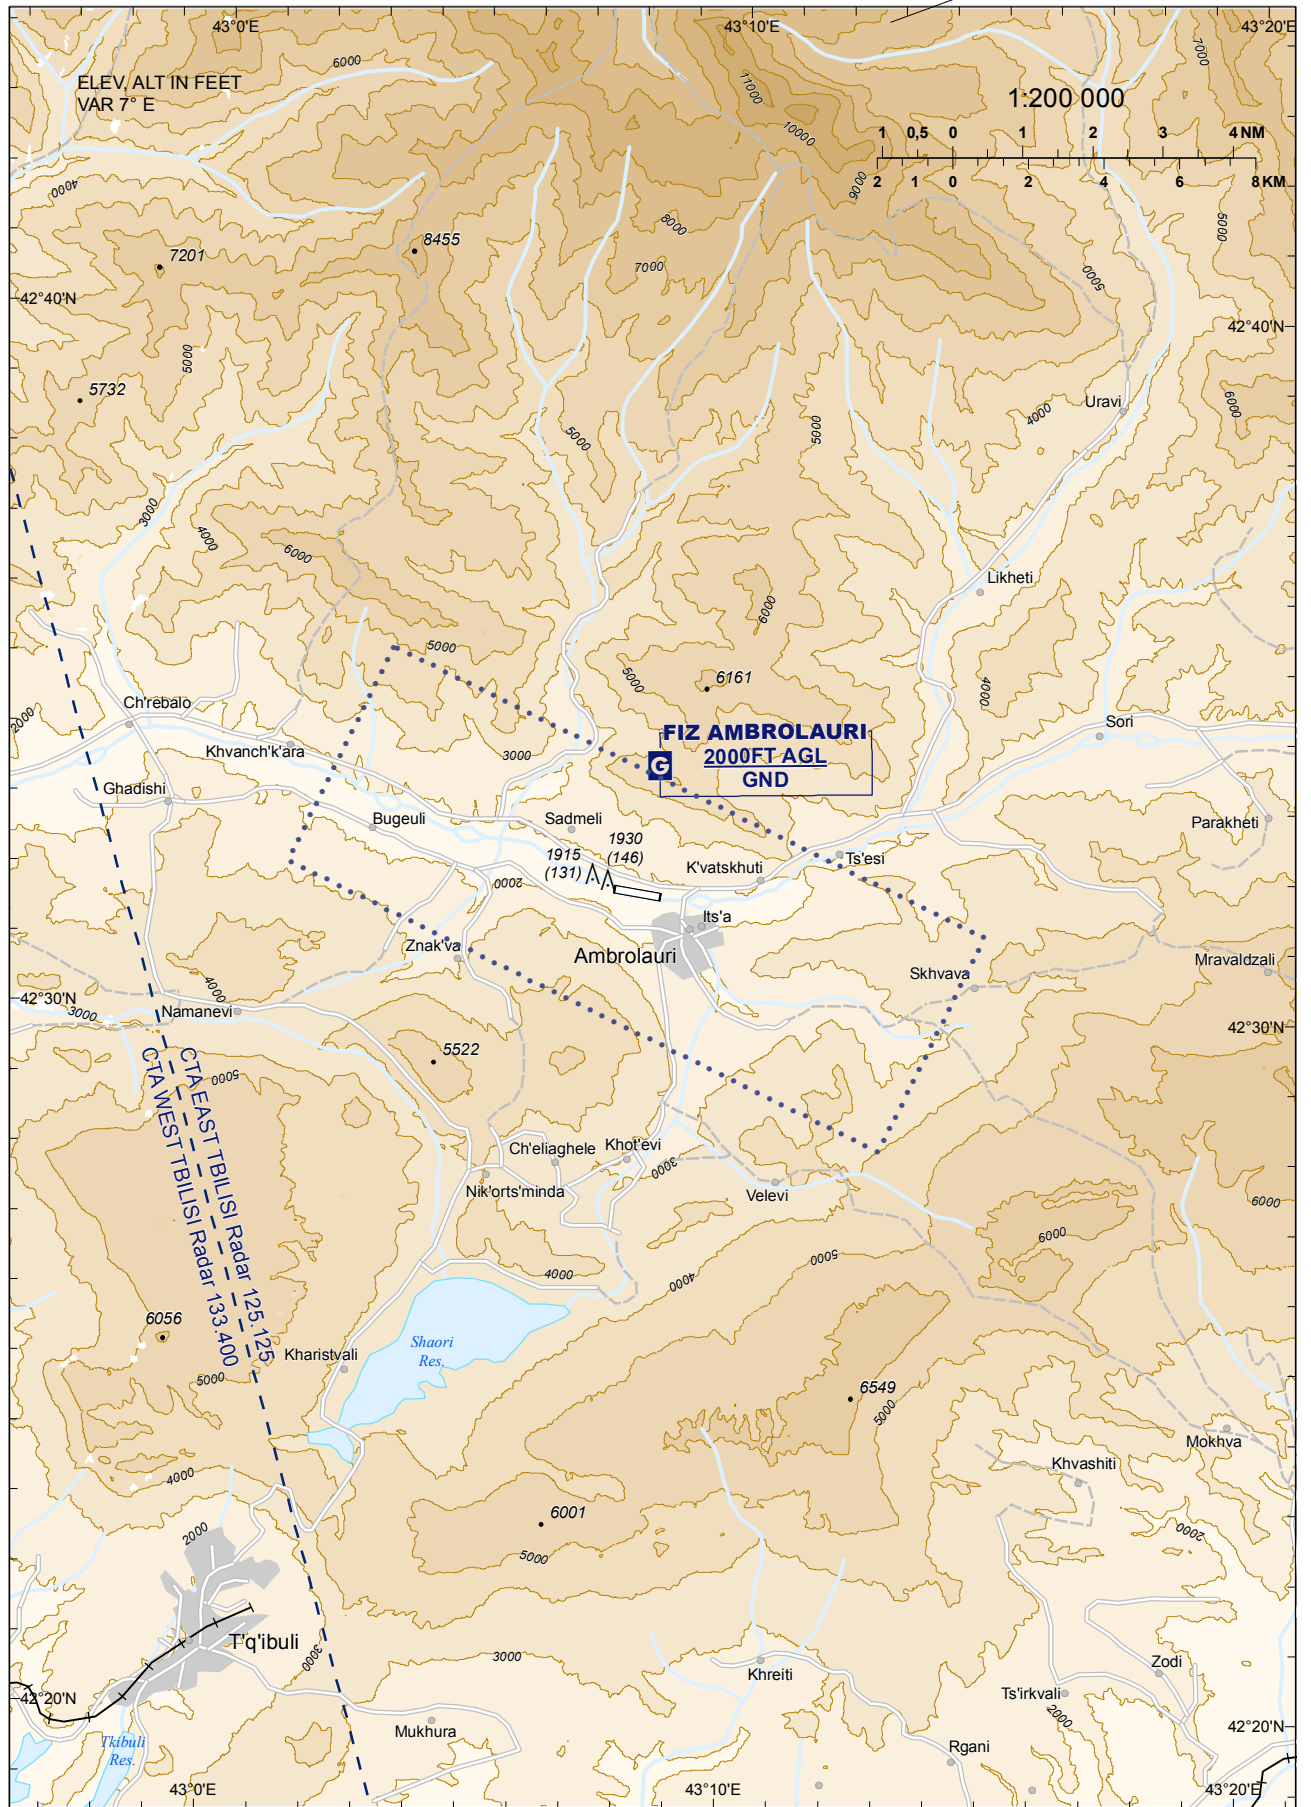 43°0'E
43°10'E
43°20'E
ELEV, ALT IN FEET
VAR 7° E
1:200 000
1 0,5 0 1 2 3 4 NM
2 1 0 2 4 6 8 KM
6000
11000
10000
9000
7000
4000
8000
7000
5000
5000
7201
8455
42°40'N
42°40'N
5000
5732
6000
4000
5000
5000
Uravi
3000
4000
6000
Likheti
6000
5000
5000
6161
4000
2000
Ch'rebalo
Khvanch'k'ara
3000
Sori
FIZ AMBROLAURI
G
2000FT AGL
GND
Ghadishi
Bugeuli
Sadmeli
1915
(131)
1930
(146)
2000
K'vatskhuti
Ts'esi
Parakheti
Its'a
Znak'va
Ambrolauri
Skhvava
Mravaldzali
4000
42°30'N
3000
Namanevi
42°30'N
5522
5000
CTA EAST TBILISI Radar 125.125
CTA WEST TBILISI Radar 133.400
Ch'eliaghele
Khot'evi
3000
Nik'orts'minda
Velevi
6000
6000
5000
4000
4000
6056
Shaori
Res.
Kharistvali
5000
6549
5000
Mokhva
Khvashiti
4000
6001
2000
2000
5000
T'q'ibuli
3000
3000
Khreiti
Zodi
Ts'irkvali
2000
42°20'N
42°20'N
Mukhura
Tkibuli
Res.
Rgani
43°0'E
43°10'E
43°20'E